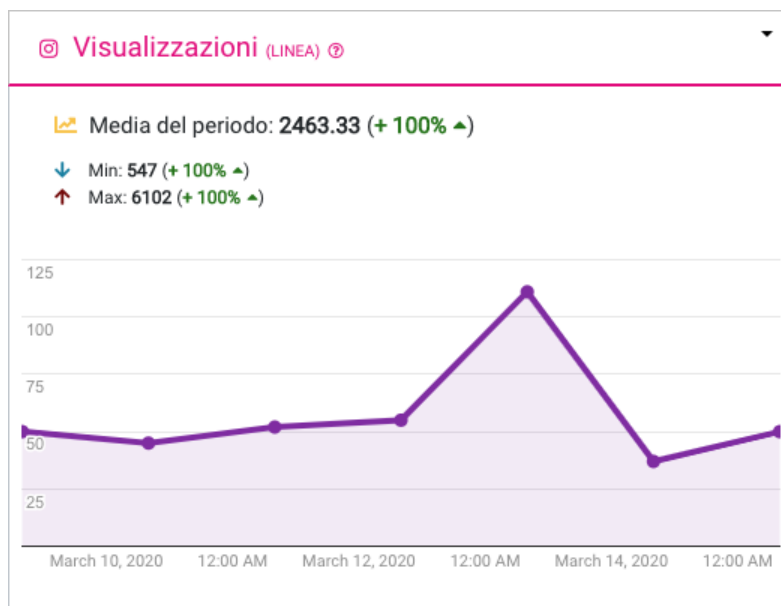 Visualizzazioni (LINEA)
Media del periodo: 2463.33 (+ 100% )
Min: 547 (+ 100% )
Max: 6102 (+ 100% )
125
100
75
50
25
March 10, 2020 12:00 AM March 12, 2020 12:00 AM March 14, 2020 12:00 AM